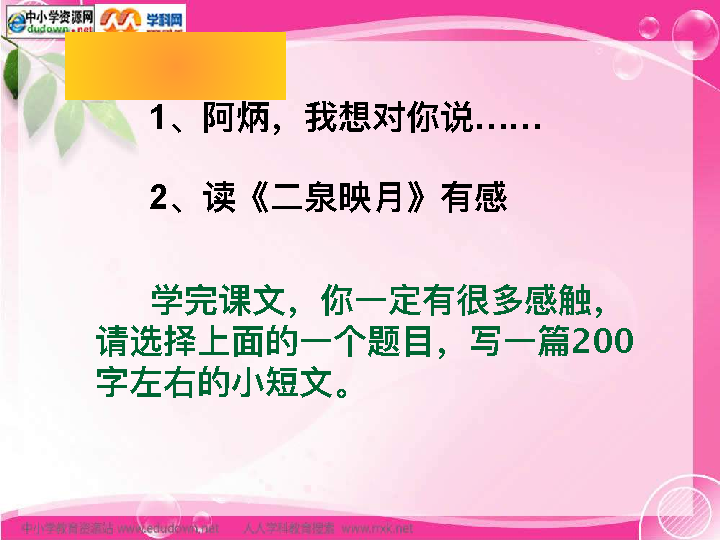 中小学资源网
dudown.net
学科网
1、阿炳，我想对你说……
2、读《二泉映月》有感
学完课文，你一定有很多感触，
请选择上面的一个题目，写一篇200
字左右的小短文。
中小学教育资源站 www.edudown.net 人人学科教育搜索 www.rrxk.net